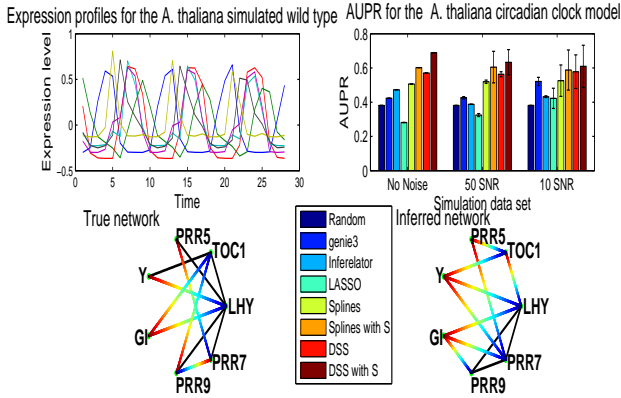 Expression profiles for the A. thaliana simulated wild type
Expression level
1
0.5
0
−0.5
0 5 10 15 20 25 30
Time
AUPR for the A. thaliana circadian clock model
AUPR
0.8
0.6
0.4
0.2
0
No Noise 50 SNR 10 SNR
Simulation data set
True network
PRR5
TOC1
Y
LHY
GI
PRR7
PRR9
Random
genie3
Inferelator
LASSO
Splines
Splines with S
DSS
DSS with S
Inferred network
PRR5
TOC1
Y
LHY
GI
PRR7
PRR9